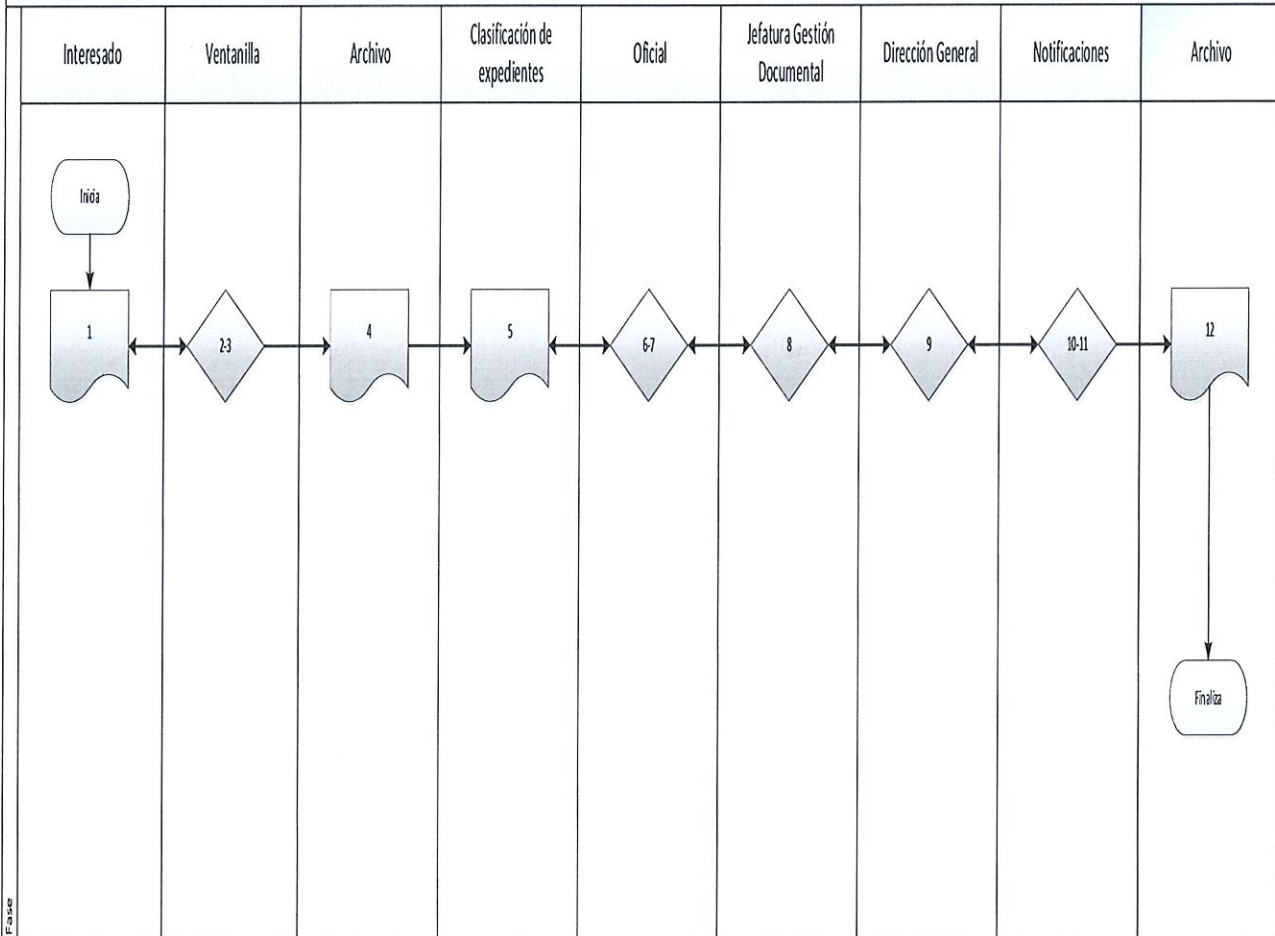 Interesado
Ventanilla
Archivo
Clasificación de
expedientes
Oficial
Jefatura Gestión
Documental
Dirección General
Notificaciones
Archivo
Inicia
1
2-3
4
5
6-7
8
9
10-11
12
Finaliza
Fase